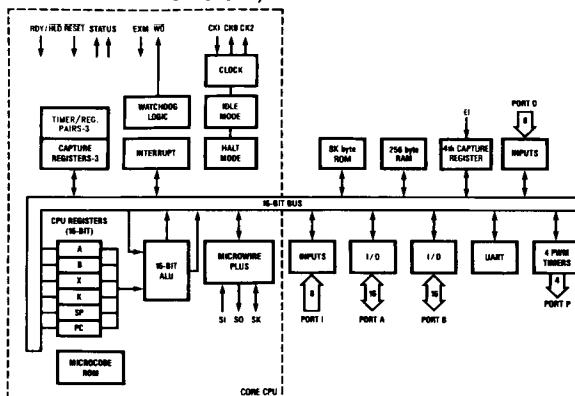 RDY/HLD RESET STATUS EXM WO CKI CK0 CK2
CLOCK
TIMER/REG.
PAIRS-3
CAPTURE
REGISTERS-3
WATCHDOG
LOGIC
INTERRUPT
IDLE
MODE
HALT
MODE
8K byte
ROM
256 byte
RAM
EI
4th CAPTURE
REGISTER
PORT D
8
INPUTS
16-BIT BUS
CPU REGISTERS
(16-BIT)
A
B
X
K
SP
PC
16-BIT
ALU
MICROWIRE
PLUS
SI SO SK
INPUTS
8
PORT I
I/O
16
PORT A
I/O
16
PORT B
UART
4 PWM
TIMERS
4
PORT P
MICROCODE
ROM
CORE CPU